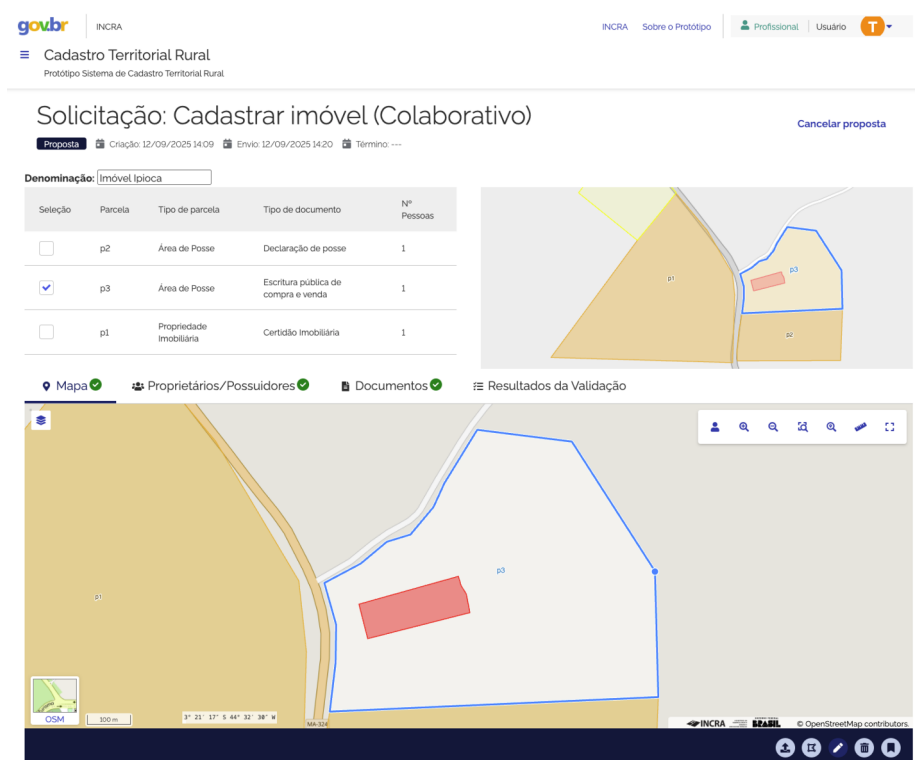 gov.br INCRA INCRA Sobre o Protótipo Profissional Usuário T
Cadastro Territorial Rural
Protótipo Sistema de Cadastro Territorial Rural
Solicitação: Cadastrar imóvel (Colaborativo)
Cancelar proposta
Proposta Criação: 12/09/2025 14:09 Envio: 12/09/2025 14:20 Término: ---
Denominação: Imóvel Ipioca
Seleção Parcela Tipo de parcela Tipo de documento Nº Pessoas
p2 Área de Posse Declaração de posse 1
p3 Área de Posse Escritura pública de compra e venda 1
p1 Propriedade Imobiliária Certidão Imobiliária 1
p1
p3
p2
Mapa Proprietários/Possuidores Documentos Resultados da Validação
p3
p1
OSM
100 m
3° 21' 17" S 44° 32' 30" W
MA-324
INCRA BRASIL © OpenStreetMap contributors.